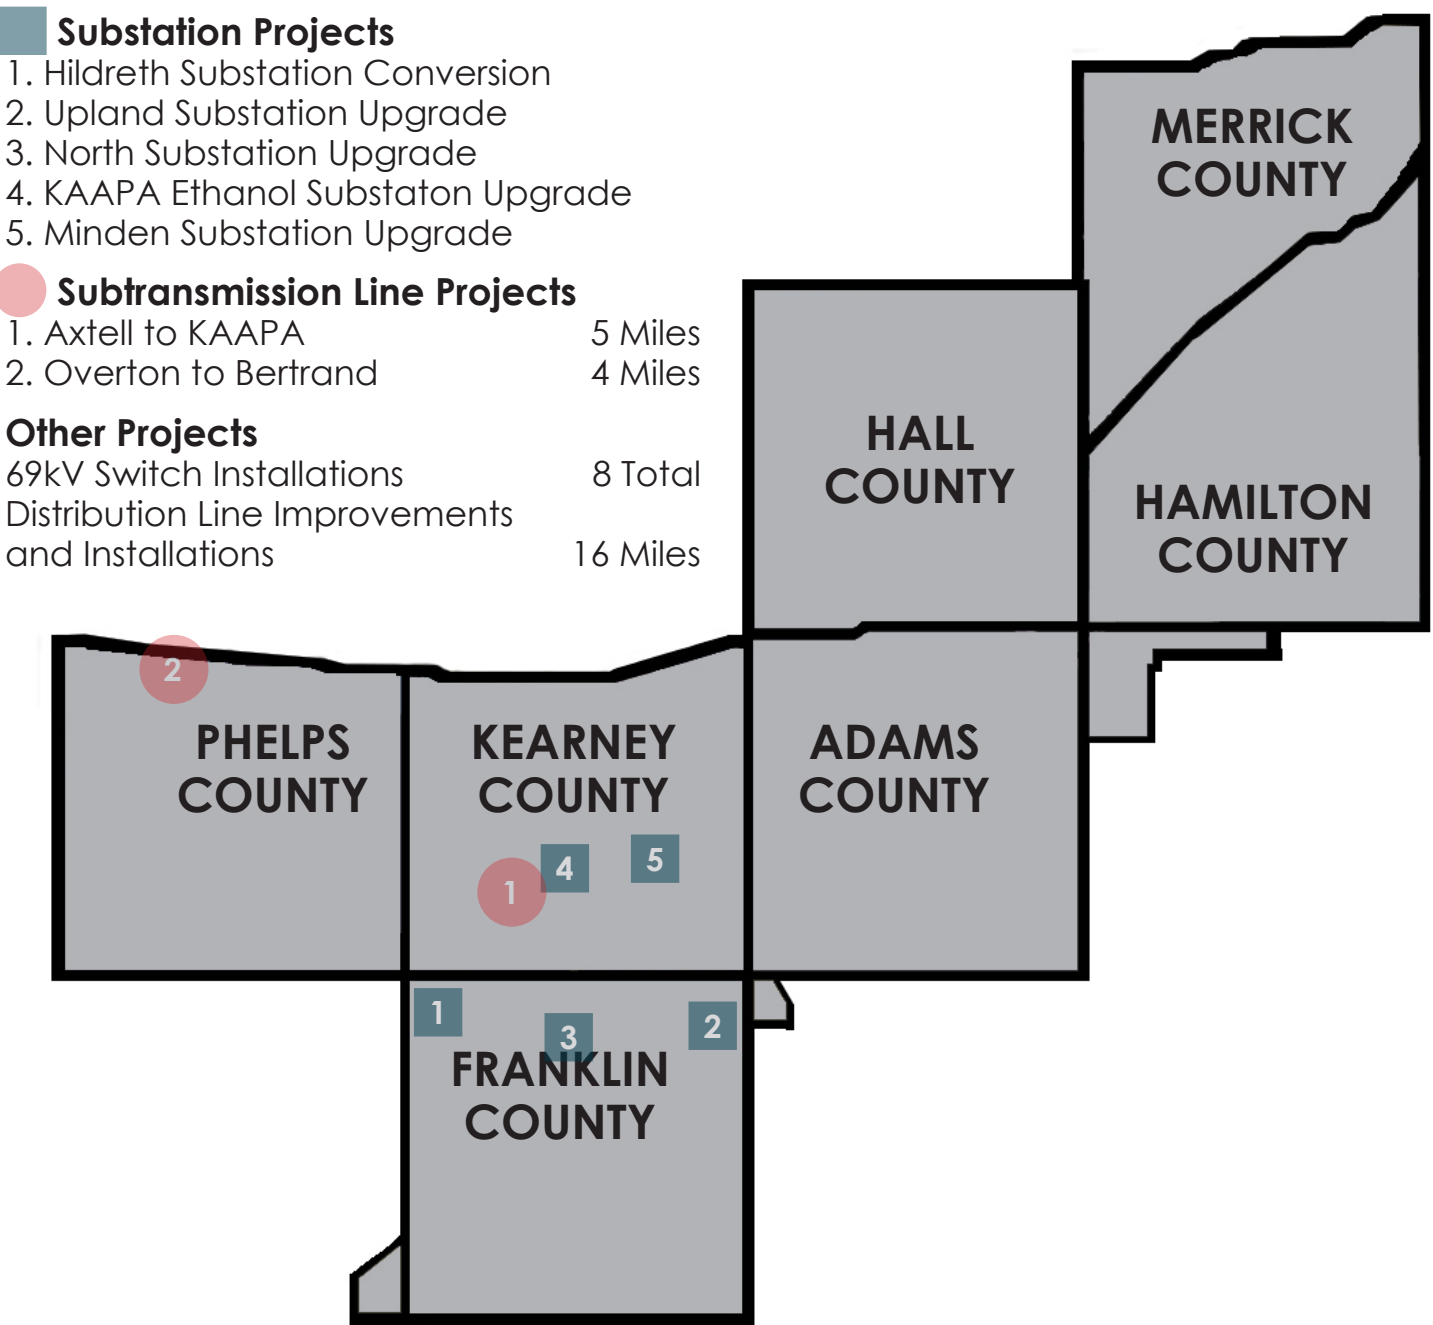 Substation Projects
1. Hildreth Substation Conversion
2. Upland Substation Upgrade
3. North Substation Upgrade
4. KAAPA Ethanol Substaton Upgrade
5. Minden Substation Upgrade
Subtransmission Line Projects
1. Axtell to KAAPA 5 Miles
2. Overton to Bertrand 4 Miles
Other Projects
69kV Switch Installations 8 Total
Distribution Line Improvements
and Installations 16 Miles
MERRICK
COUNTY
HALL
COUNTY
HAMILTON
COUNTY
2
PHELPS
COUNTY
KEARNEY
COUNTY
ADAMS
COUNTY
4
5
1
1
3
2
FRANKLIN
COUNTY